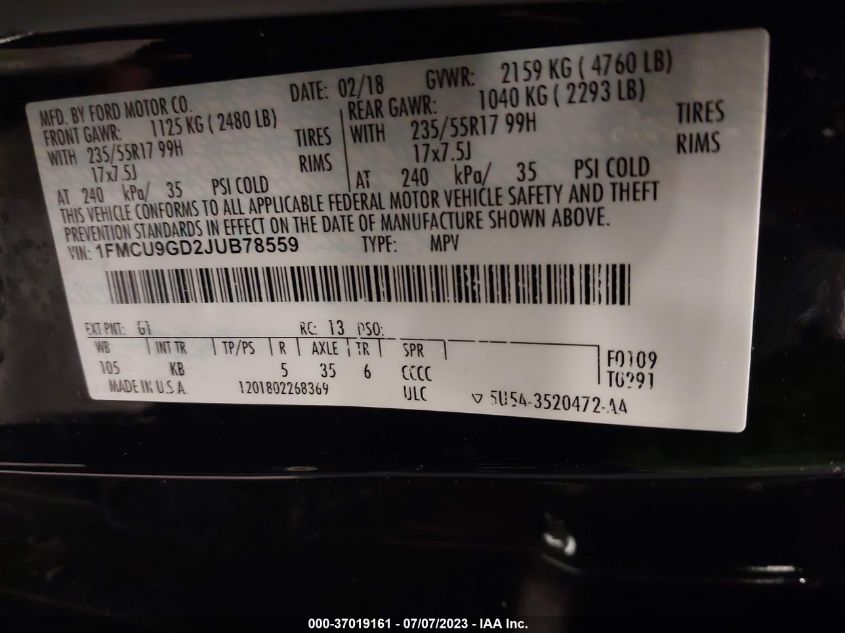 MFD. BY FORD MOTOR CO. DATE: 02/18 GVWR: 2159 KG ( 4760 LB)
FRONT GAWR: 1125 KG ( 2480 LB) REAR GAWR: 1040 KG ( 2293 LB)
WITH 235/55R17 99H TIRES WITH 235/55R17 99H TIRES
17x7.5J RIMS 17x7.5J RIMS
AT 240 kPa/ 35 PSI COLD AT 240 kPa/ 35 PSI COLD
THIS VEHICLE CONFORMS TO ALL APPLICABLE FEDERAL MOTOR VEHICLE SAFETY AND THEFT
PREVENTION STANDARDS IN EFFECT ON THE DATE OF MANUFACTURE SHOWN ABOVE.
VIN: 1FMCU9GD2JUB78559 TYPE: MPV
EXT PNT: G1 RC: 13 DSO:
WB INT TR TP/PS R AXLE TR SPR
105 KB 5 35 6 CCCC
F0109
T0291
MADE IN U.S.A. 1201802268369 ULC 5U54-3520472-AA
000-37019161 - 07/07/2023 - IAA Inc.